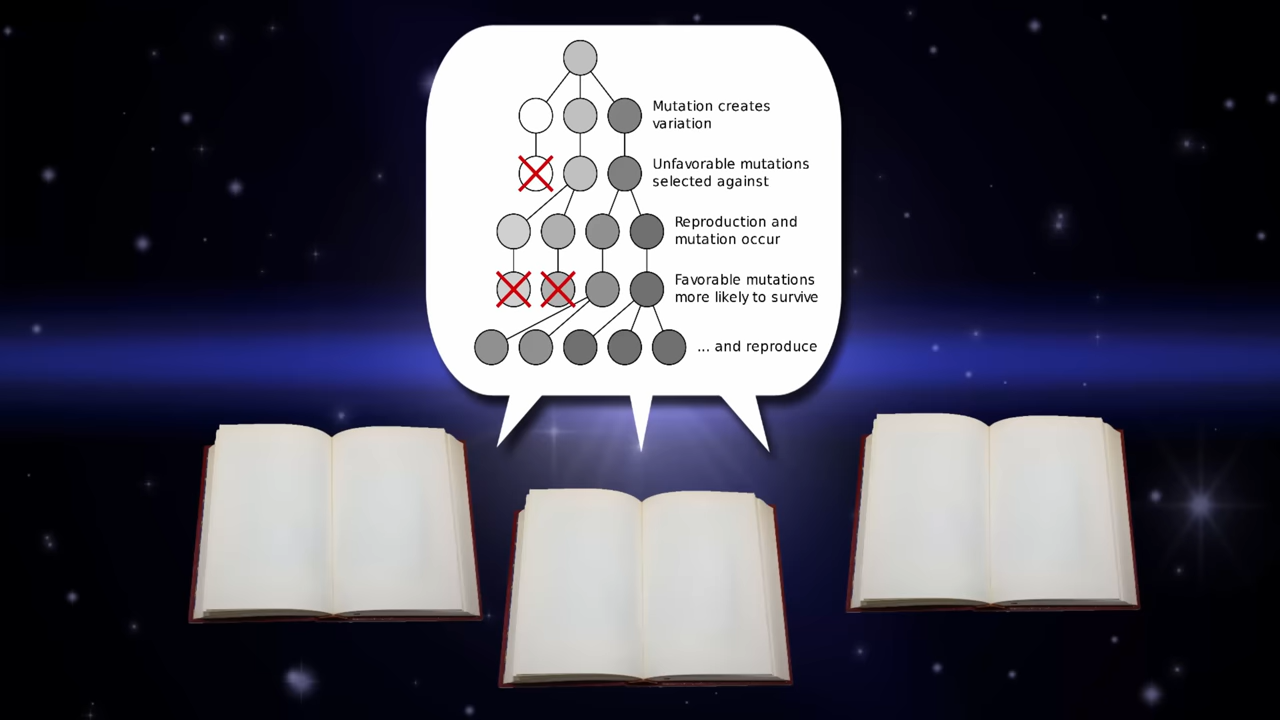 Mutation creates
variation
Unfavorable mutations
selected against
Reproduction and
mutation occur
Favorable mutations
more likely to survive
... and reproduce